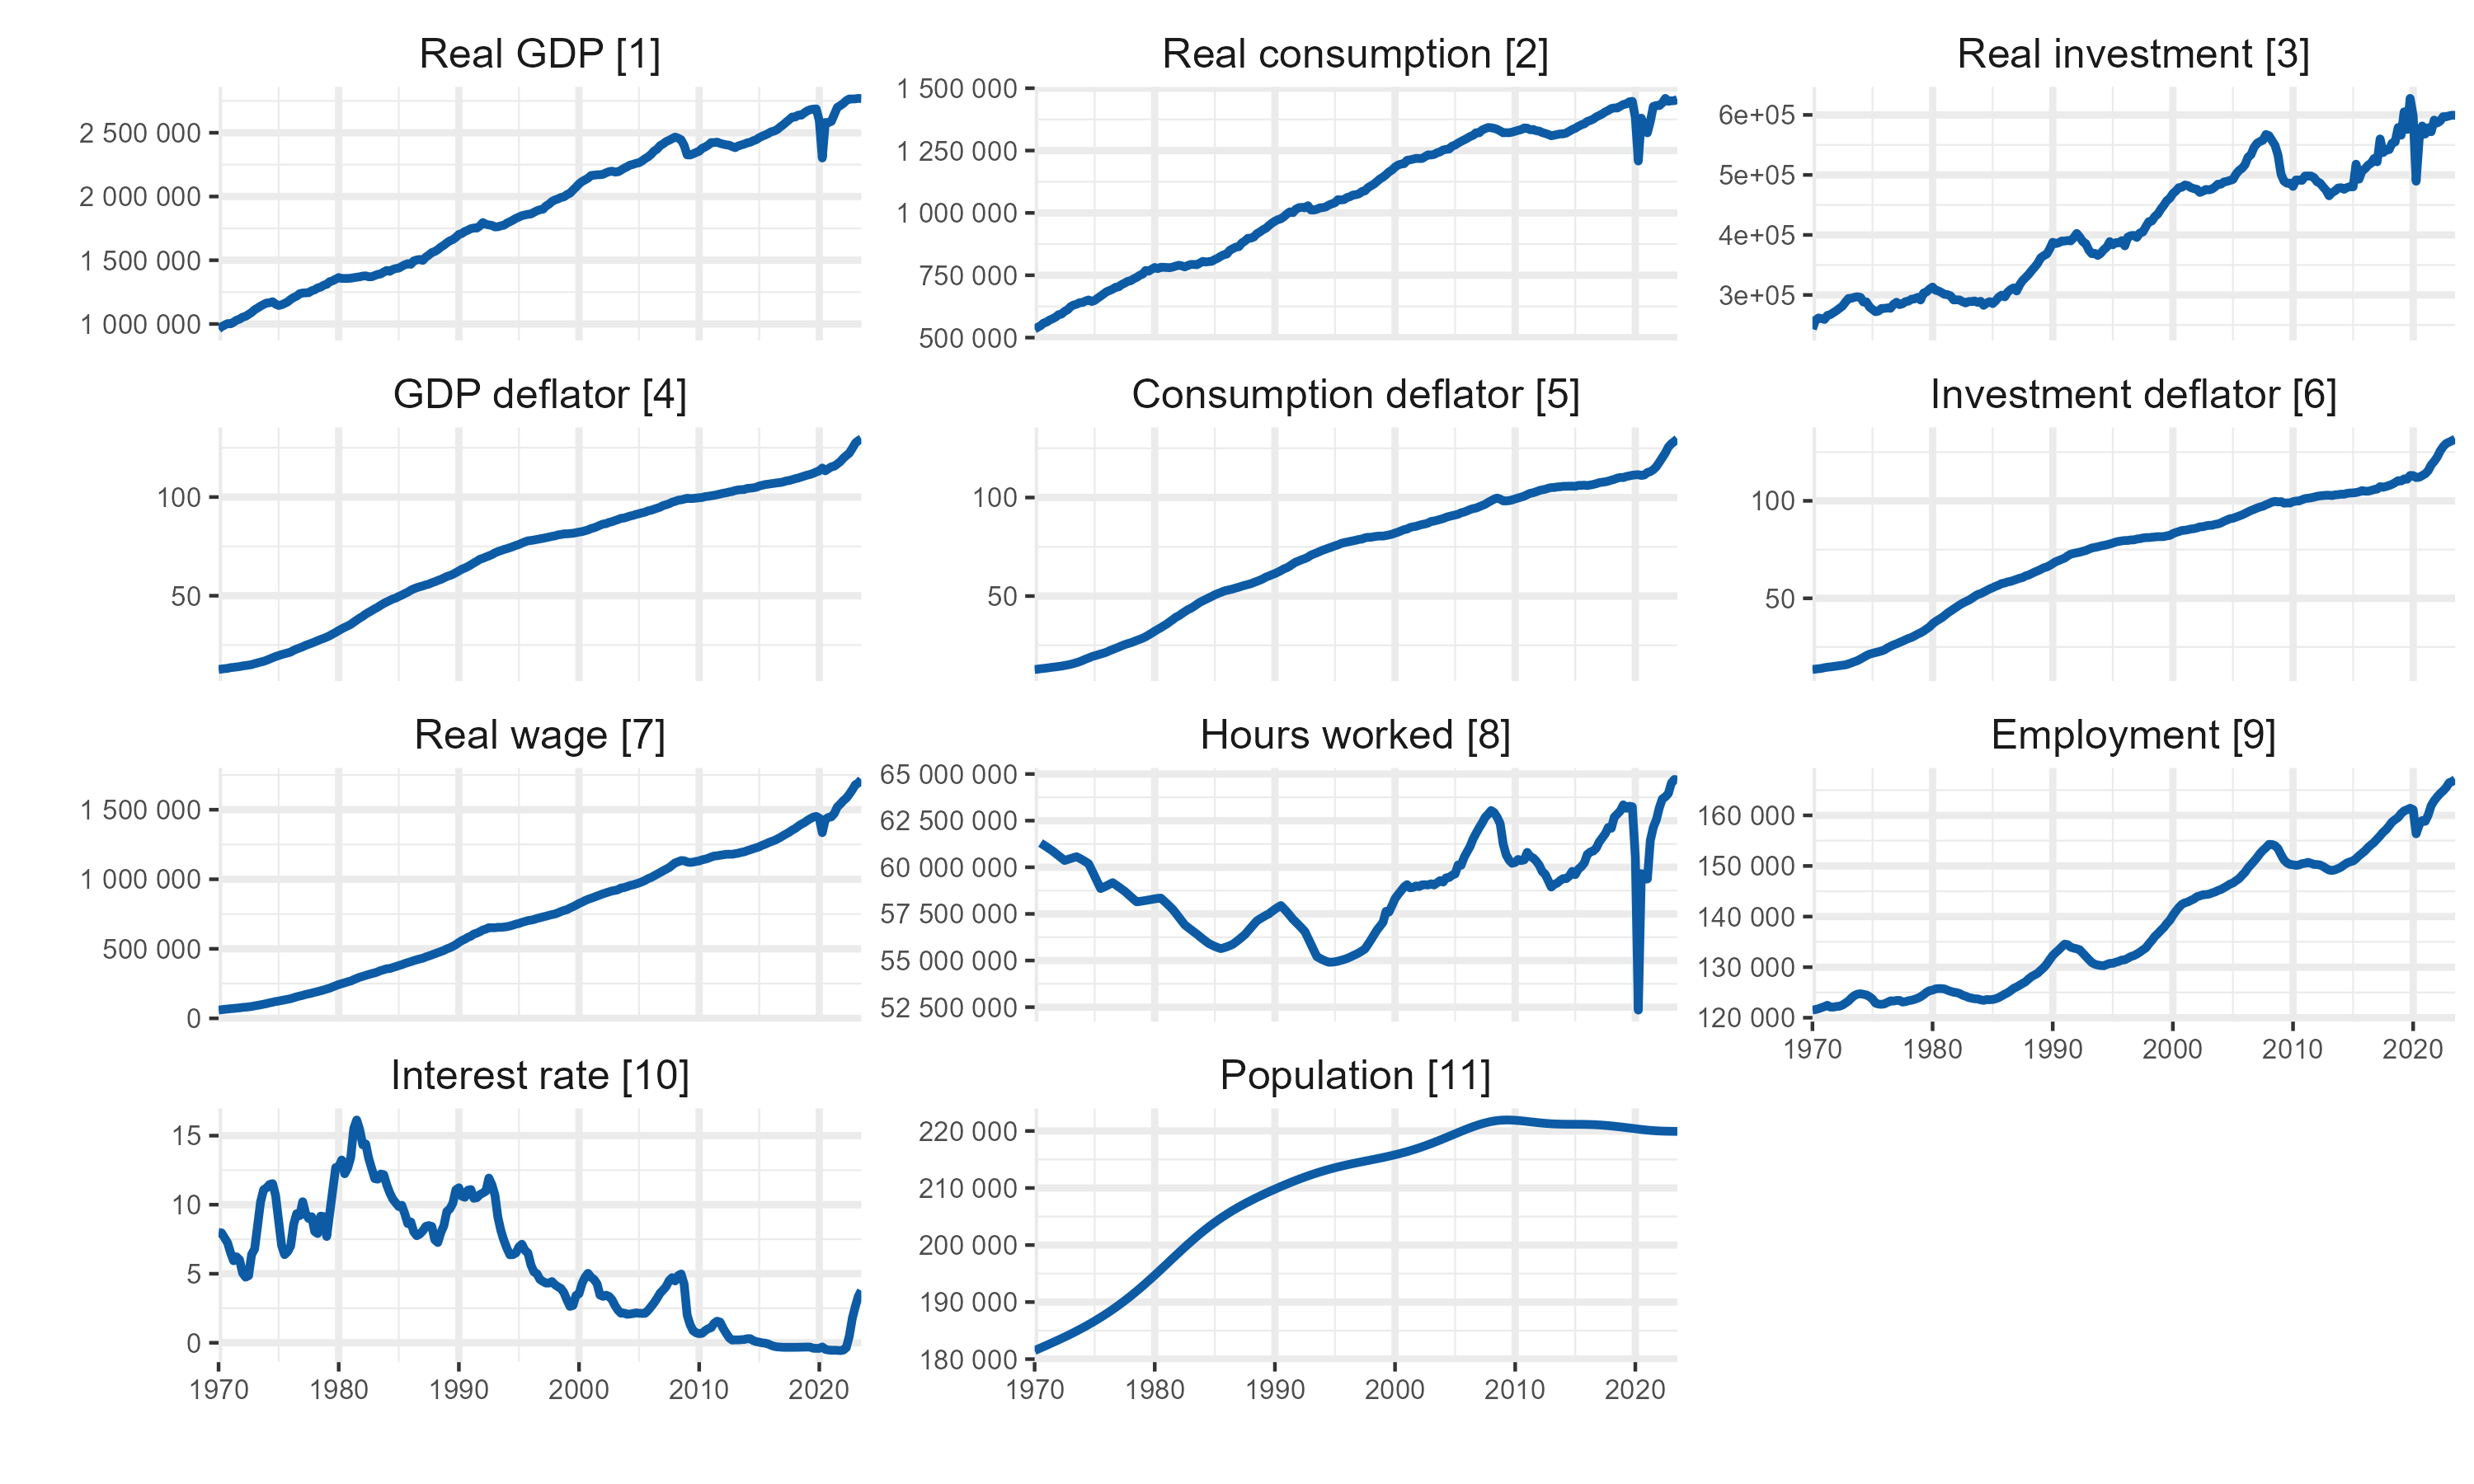 Real GDP [1]
2 500 000
2 000 000
1 500 000
1 000 000
Real consumption [2]
1 500 000
1 250 000
1 000 000
750 000
500 000
Real investment [3]
6e+05
5e+05
4e+05
3e+05
GDP deflator [4]
100
50
Consumption deflator [5]
100
50
Investment deflator [6]
100
50
Real wage [7]
1 500 000
1 000 000
500 000
0
Hours worked [8]
65 000 000
62 500 000
60 000 000
57 500 000
55 000 000
52 500 000
Employment [9]
160 000
150 000
140 000
130 000
120 000
1970 1980 1990 2000 2010 2020
Interest rate [10]
15
10
5
0
1970 1980 1990 2000 2010 2020
Population [11]
220 000
210 000
200 000
190 000
180 000
1970 1980 1990 2000 2010 2020